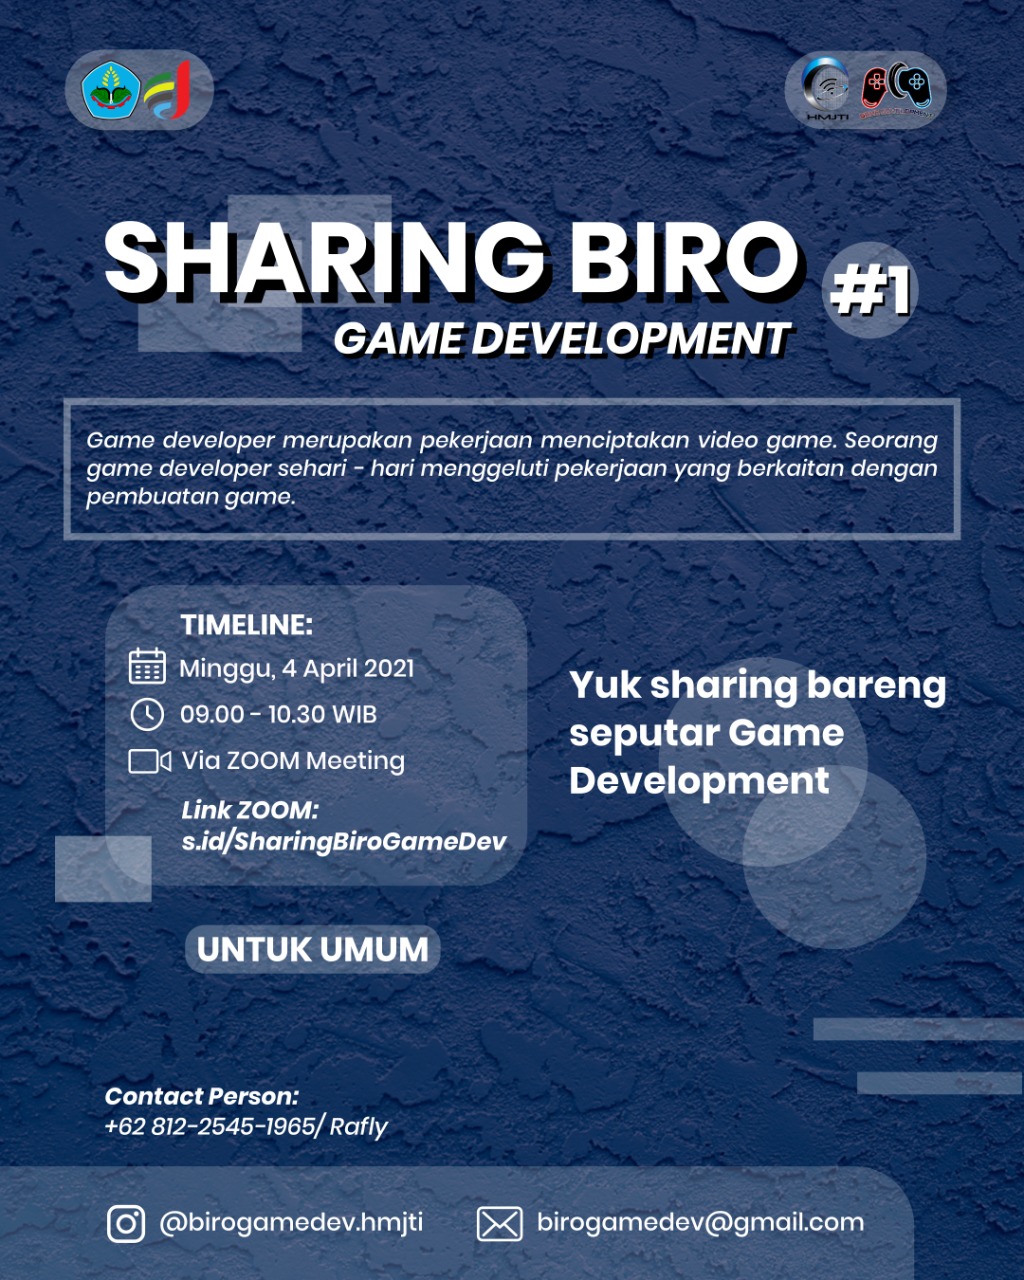 HMJTI
SHARING BIRO
#1
GAME DEVELOPMENT
Game developer merupakan pekerjaan menciptakan video game. Seorang
game developer sehari - hari menggeluti pekerjaan yang berkaitan dengan
pembuatan game.
TIMELINE:
Minggu, 4 April 2021
09.00 - 10.30 WIB
Via ZOOM Meeting
Link ZOOM:
s.id/SharingBiroGameDev
Yuk sharing bareng
seputar Game
Development
UNTUK UMUM
Contact Person:
+62 812-2545-1965/ Rafly
@birogamedev.hmjti
birogamedev@gmail.com